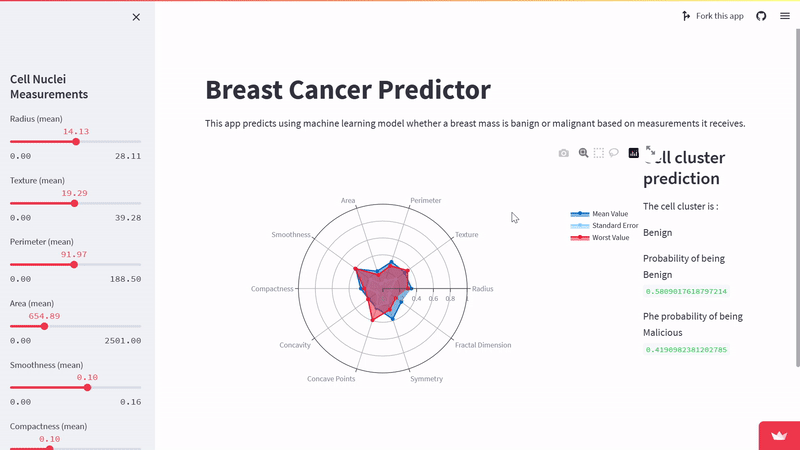 Fork this app
Cell Nuclei
Measurements
Radius (mean)
14.13
0.00 28.11
Texture (mean)
19.29
0.00 39.28
Perimeter (mean)
91.97
0.00 188.50
Area (mean)
654.89
0.00 2501.00
Smoothness (mean)
0.10
0.00 0.16
Compactness (mean)
0.10
Breast Cancer Predictor
This app predicts using machine learning model whether a breast mass is banign or malignant based on measurements it receives.
Area
Perimeter
Smoothness
Texture
Compactness
Radius
0.4 0.6 0.8 1
Concavity
Fractal Dimension
Concave Points
Symmetry
Mean Value
Standard Error
Worst Value
cluster
prediction
The cell cluster is :
Benign
Probability of being
Benign
0.5809017618797214
Phe probability of being
Malicious
0.4190982381202785